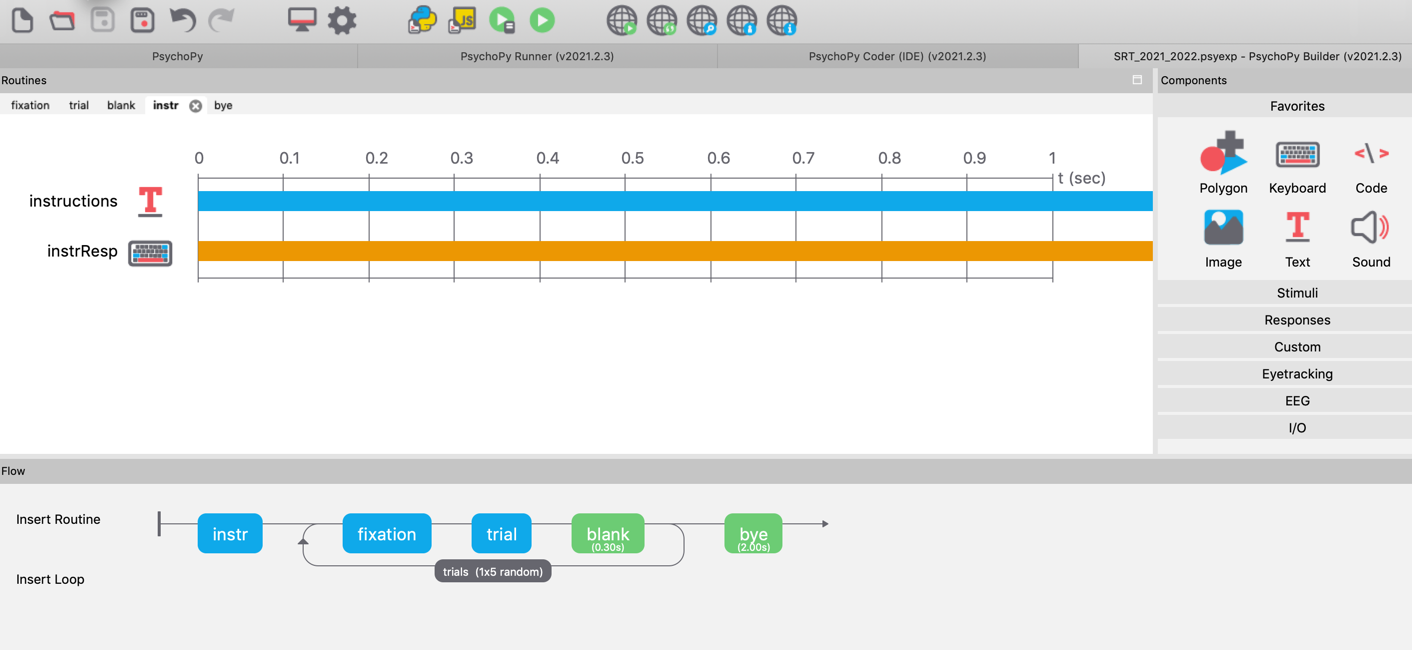 JS
PsychoPy
PsychoPy Runner (v2021.2.3)
PsychoPy Coder (IDE) (v2021.2.3)
SRT_2021_2022.psyexp - PsychoPy Builder (v2021.2.3)
Routines
fixation trial blank instr bye
0 0.1 0.2 0.3 0.4 0.5 0.6 0.7 0.8 0.9 1
t (sec)
instructions T
instrResp
Components
Favorites
Polygon Keyboard Code
Image Text Sound
Stimuli
Responses
Custom
Eyetracking
EEG
I/O
Flow
Insert Routine
Insert Loop
instr
fixation
trial
blank
(0.30s)
bye
(2.00s)
trials (1x5 random)